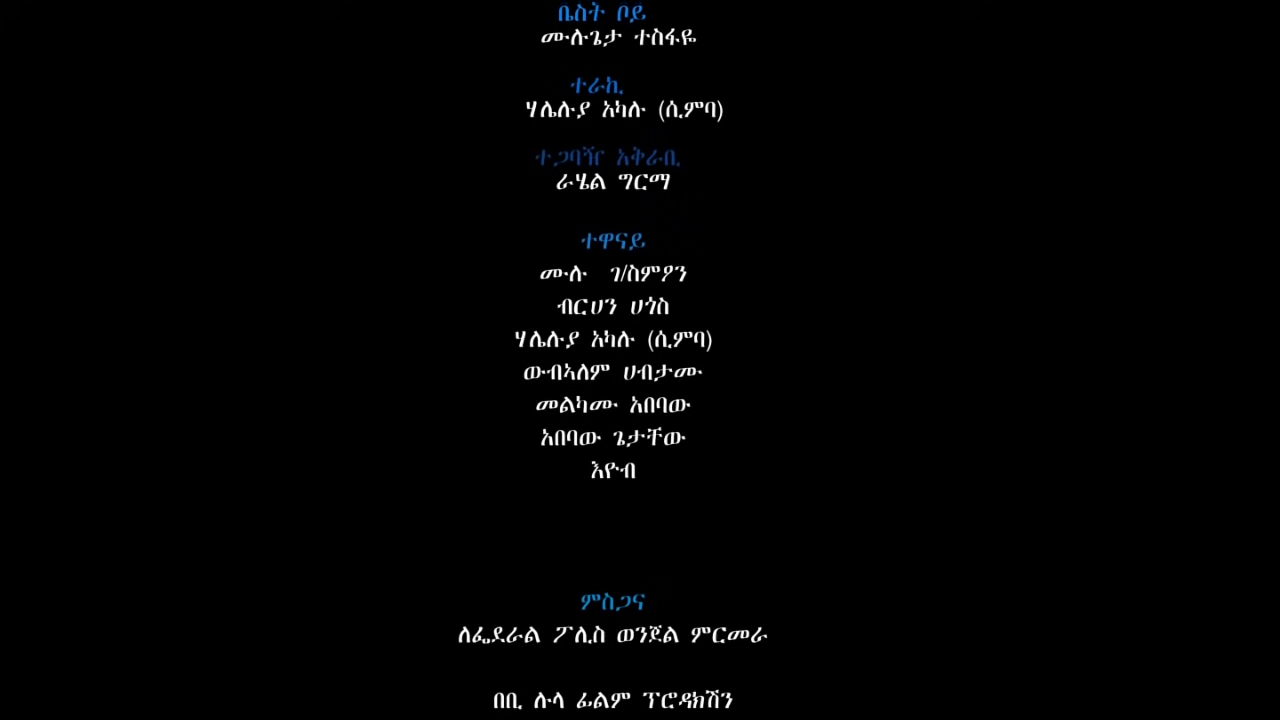 ቤስት ቦይ
ሙሉጌታ ተስፋዬ
ተራኪ
ሃሌሉያ አካሉ (ሲምባ)
ተጋባዥ አቅራቢ
ራሄል ግርማ
ተዋናይ
ሙሉ ገ/ስምዖን
ብርሀን ሀጎስ
ሃሌሉያ አካሉ (ሲምባ)
ውብኣለም ሀብታሙ
መልካሙ አበባው
አበባው ጌታቸው
እዮብ
ምስጋና
ለፌደራል ፖሊስ ወንጀል ምርመራ
በቢ ሉላ ፊልም ፕሮዳክሽን